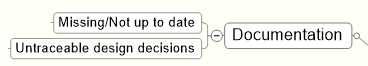 Missing/Not up to date
Untraceable design decisions
Documentation